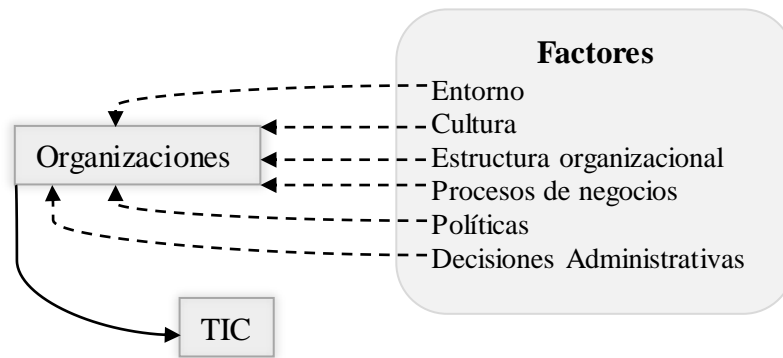 Factores
Entorno
Cultura
Organizaciones
Estructura organizacional
Procesos de negocios
Políticas
Decisiones Administrativas
TIC